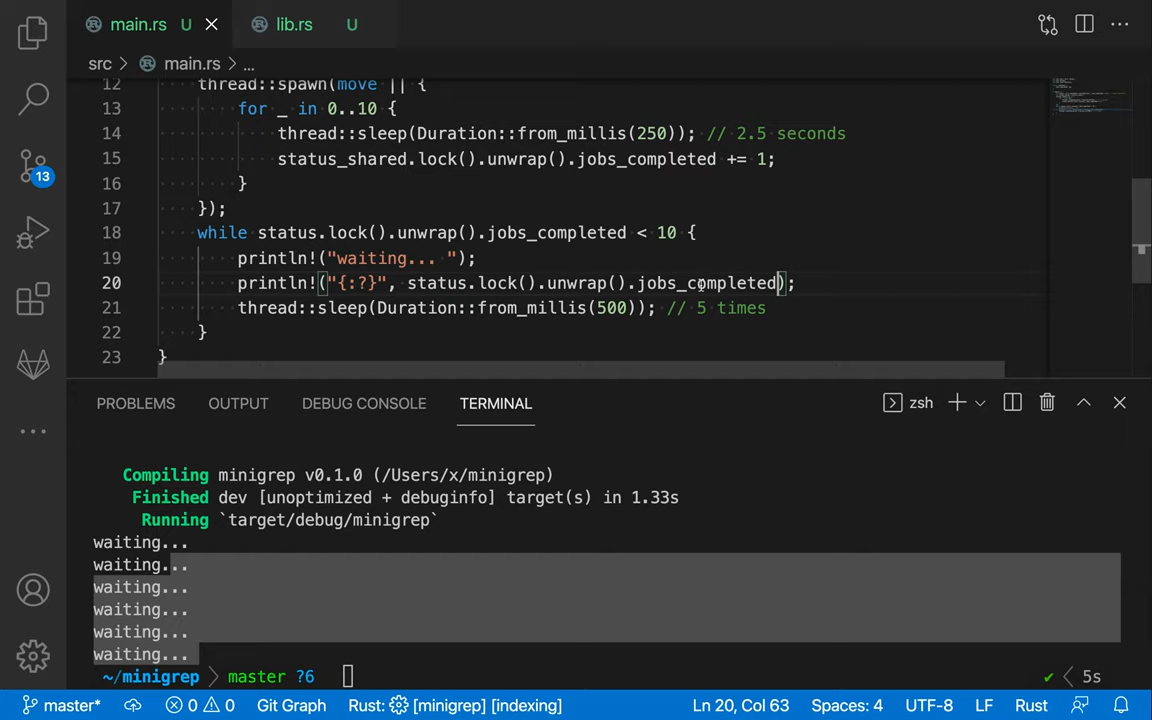 main.rs U
lib.rs U
src > main.rs > ...
12 thread::spawn(move || {
13 for _ in 0..10 {
14 thread::sleep(Duration::from_millis(250)); // 2.5 seconds
15 status_shared.lock().unwrap().jobs_completed += 1;
16 }
17 });
18 while status.lock().unwrap().jobs_completed < 10 {
19 println!("waiting... ");
20 println!("{:?}", status.lock().unwrap().jobs_completed);
21 thread::sleep(Duration::from_millis(500)); // 5 times
22 }
23 }
13
PROBLEMS OUTPUT DEBUG CONSOLE TERMINAL zsh
Compiling minigrep v0.1.0 (/Users/x/minigrep)
Finished dev [unoptimized + debuginfo] target(s) in 1.33s
Running `target/debug/minigrep`
waiting...
waiting...
waiting...
waiting...
waiting...
waiting...
~/minigrep master ?6 5s
master* 0 0 Git Graph Rust: [minigrep] [indexing] Ln 20, Col 63 Spaces: 4 UTF-8 LF Rust